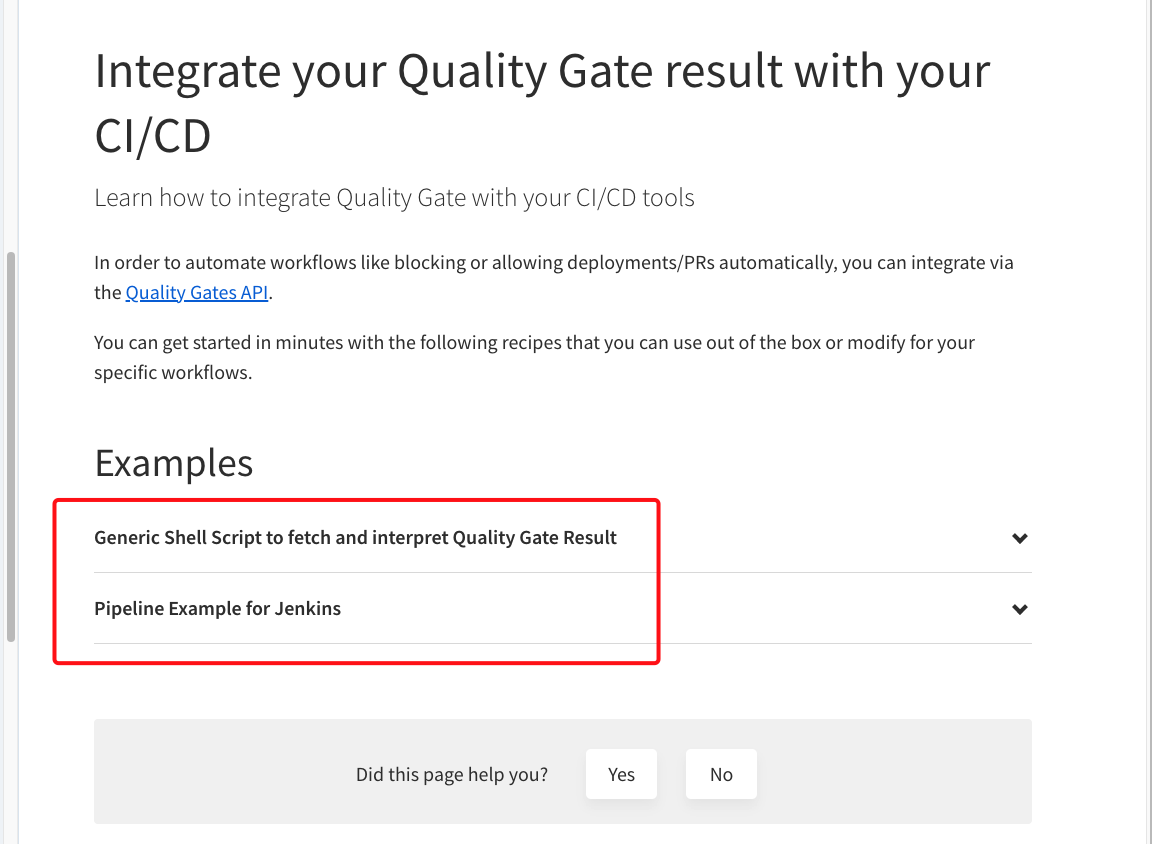 Integrate your Quality Gate result with your
CI/CD
Learn how to integrate Quality Gate with your CI/CD tools
In order to automate workflows like blocking or allowing deployments/PRs automatically, you can integrate via
the Quality Gates API.
You can get started in minutes with the following recipes that you can use out of the box or modify for your
specific workflows.
Examples
Generic Shell Script to fetch and interpret Quality Gate Result
Pipeline Example for Jenkins
Did this page help you? Yes No